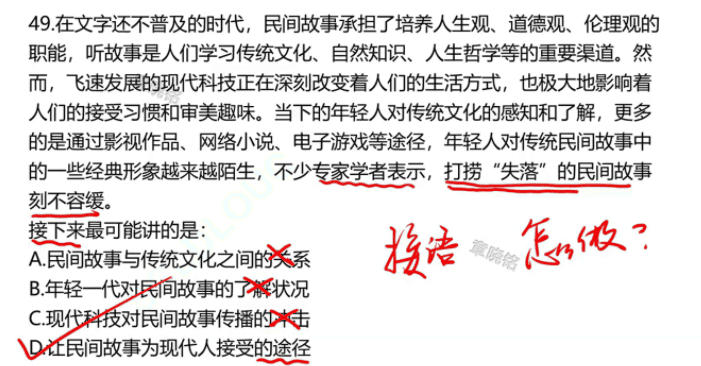 49.在文字还不普及的时代，民间故事承担了培养人生观、道德观、伦理观的
职能，听故事是人们学习传统文化、自然知识、人生哲学等的重要渠道。然
而，飞速发展的现代科技正在深刻改变着人们的生活方式，也极大地影响着
人们的接受习惯和审美趣味。当下的年轻人对传统文化的感知和了解，更多
的是通过影视作品、网络小说、电子游戏等途径，年轻人对传统民间故事中
的一些经典形象越来越陌生，不少专家学者表示，打捞“失落”的民间故事
刻不容缓。
接下来最可能讲的是：
接语 怎么做？
章晓铭
A.民间故事与传统文化之间的关系
B.年轻一代对民间故事的了解状况
C.现代科技对民间故事传播的冲击
D.让民间故事为现代人接受的途径